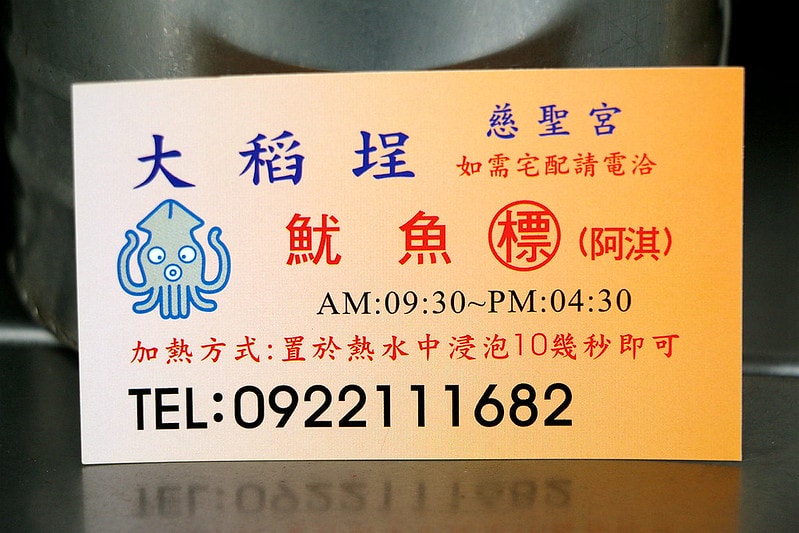 大稻埕 慈聖宮
如需宅配請電洽
魷魚標(阿淇)
AM:09:30~PM:04:30
加熱方式:置於熱水中浸泡10幾秒即可
TEL:0922111682